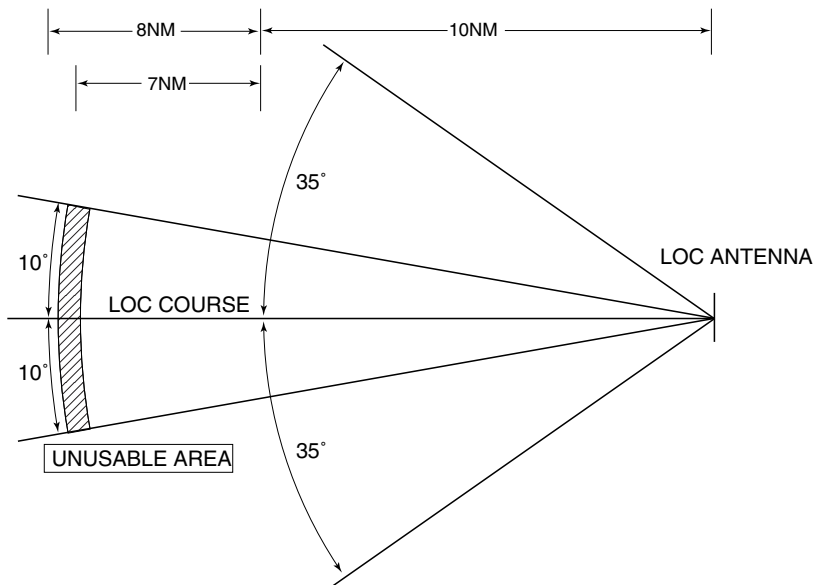 8NM
10NM
7NM
35°
LOC ANTENNA
10°
LOC COURSE
10°
35°
UNUSABLE AREA